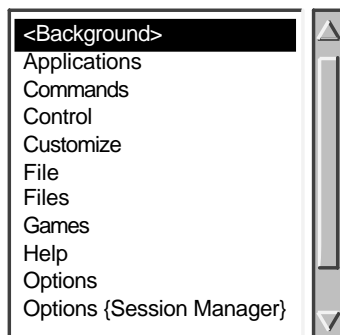 <Background>
Applications
Commands
Control
Customize
File
Files
Games
Help
Options
Options {Session Manager}